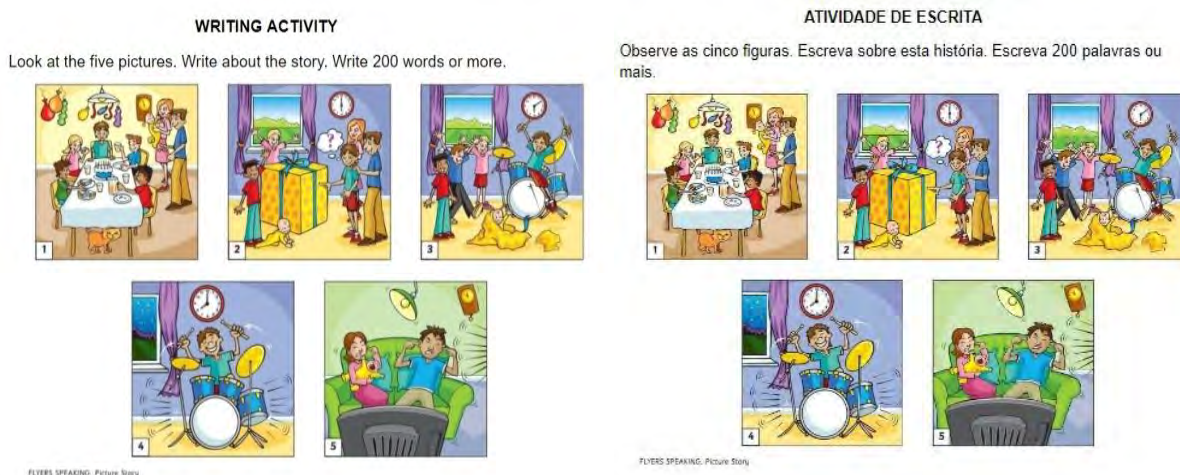 WRITING ACTIVITY
Look at the five pictures. Write about the story. Write 200 words or more.
1
2
?
3
4
5
FLYERS SPEAKING. Picture Story
ATIVIDADE DE ESCRITA
Observe as cinco figuras. Escreva sobre esta história. Escreva 200 palavras ou
mais.
1
2
?
3
4
5
FLYERS SPEAKING. Picture Story